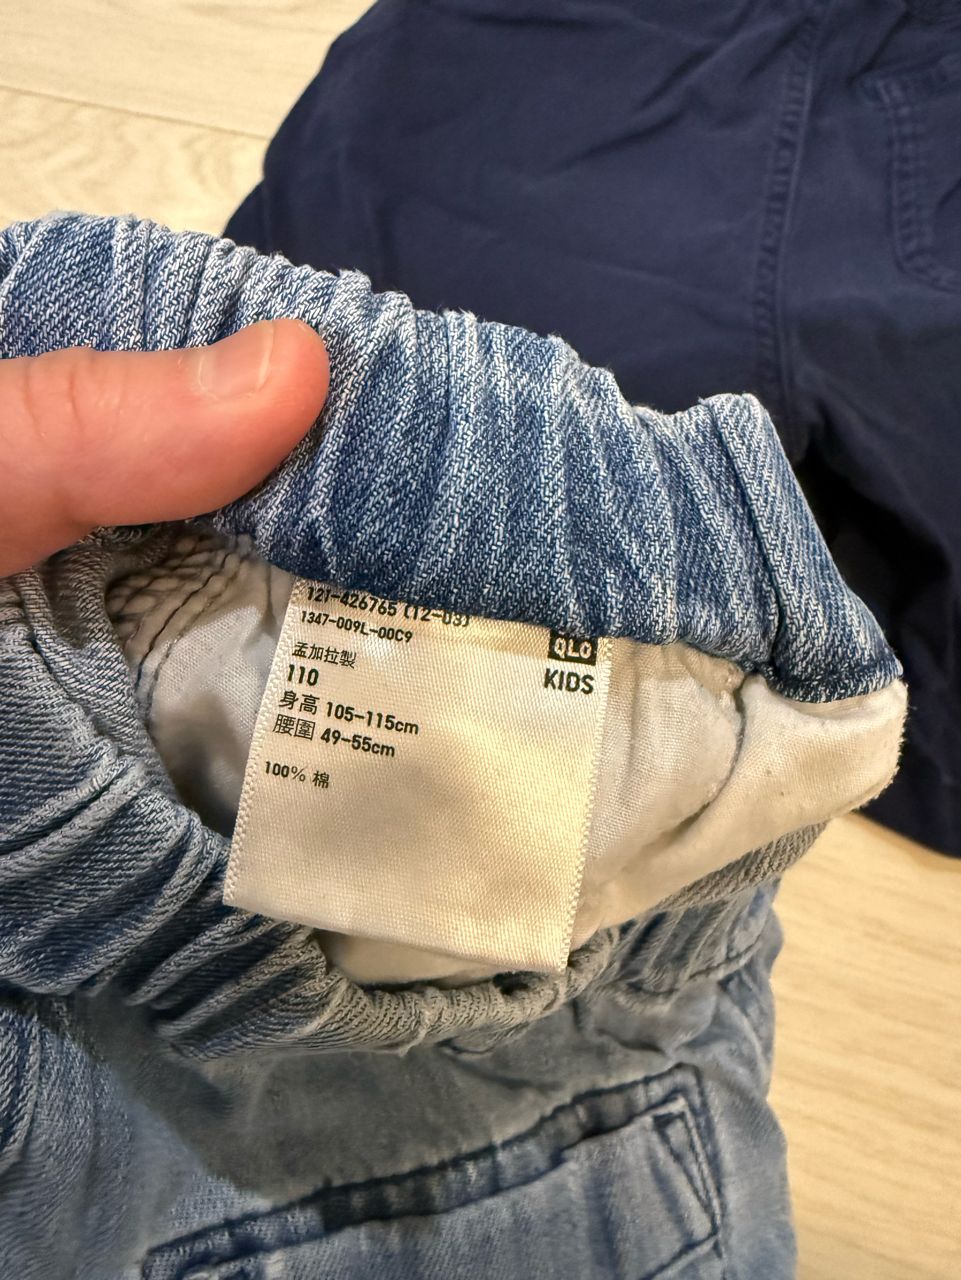 121-426765 (12-03)
1347-009L-00C9
QLO
KIDS
孟加拉製
110
身高 105-115cm
腰圍 49-55cm
100% 棉